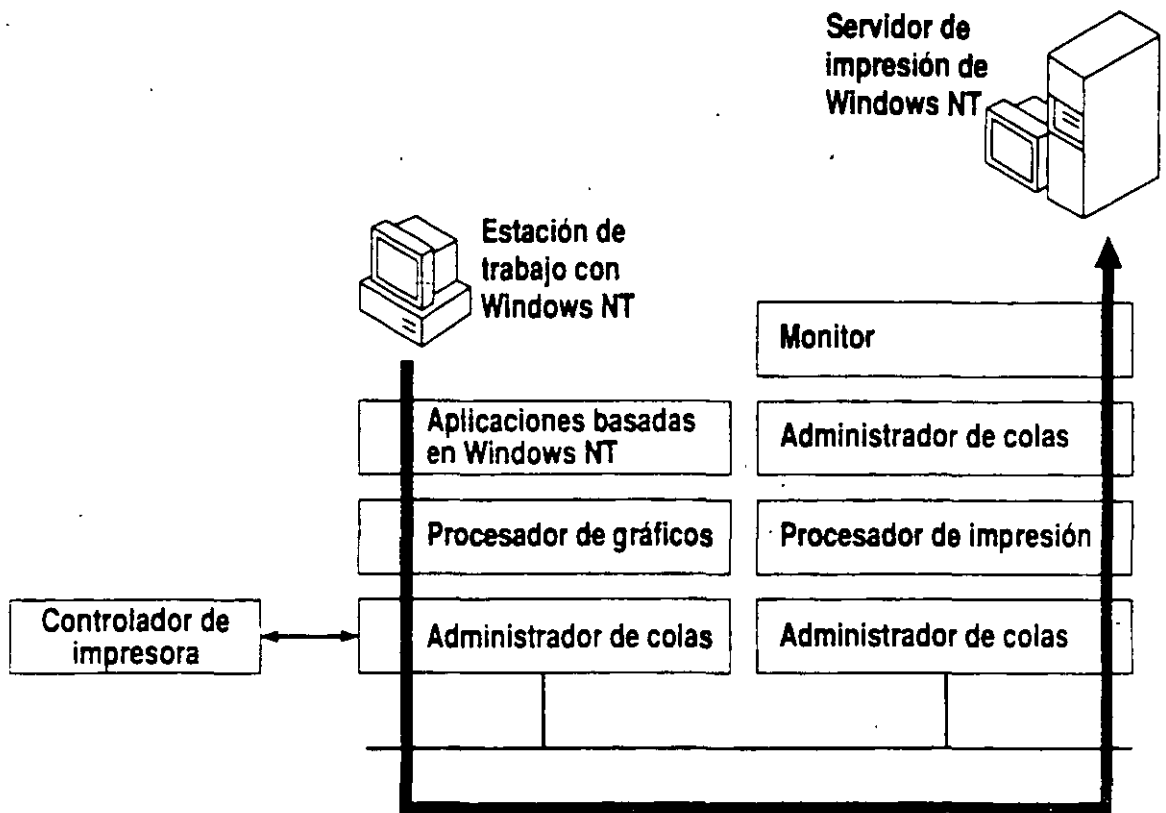 Servidor de
impresión de
Windows NT
Estación de
trabajo con
Windows NT
Monitor
Aplicaciones basadas
en Windows NT
Administrador de colas
Procesador de gráficos
Procesador de impresión
Controlador de
impresora
Administrador de colas
Administrador de colas